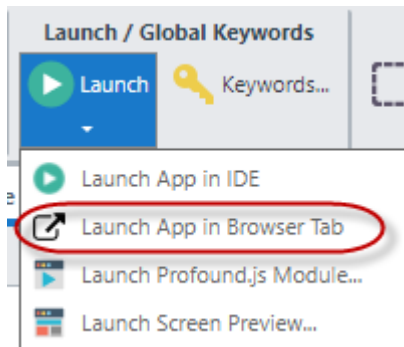 Launch / Global Keywords
Launch
Keywords...
Launch App in IDE
Launch App in Browser Tab
Launch Profound.js Module...
Launch Screen Preview...